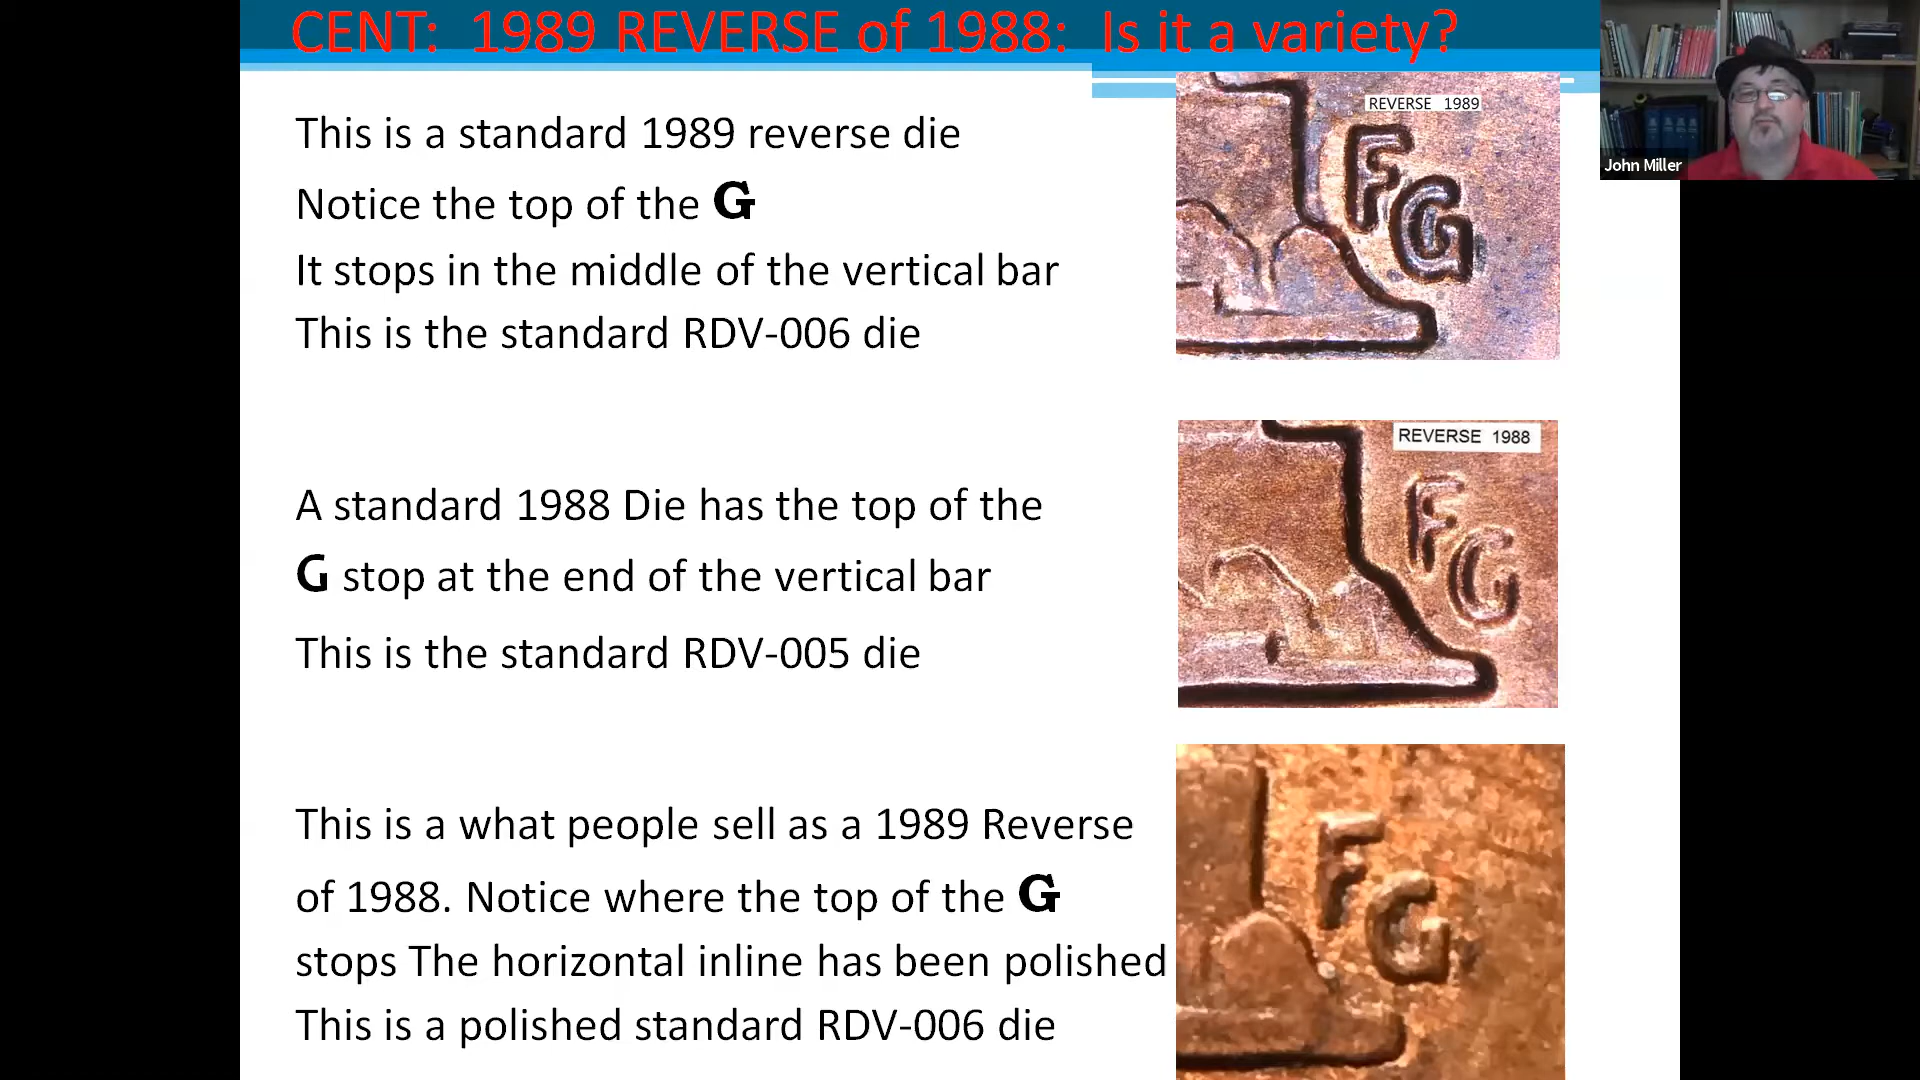 CENT: 1989 REVERSE of 1988: Is it a variety?
This is a standard 1989 reverse die
Notice the top of the G
It stops in the middle of the vertical bar
This is the standard RDV-006 die
REVERSE 1989
FG
A standard 1988 Die has the top of the
G stop at the end of the vertical bar
This is the standard RDV-005 die
REVERSE 1988
FG
This is a what people sell as a 1989 Reverse
of 1988. Notice where the top of the G
stops The horizontal inline has been polished
This is a polished standard RDV-006 die
FG
John Miller